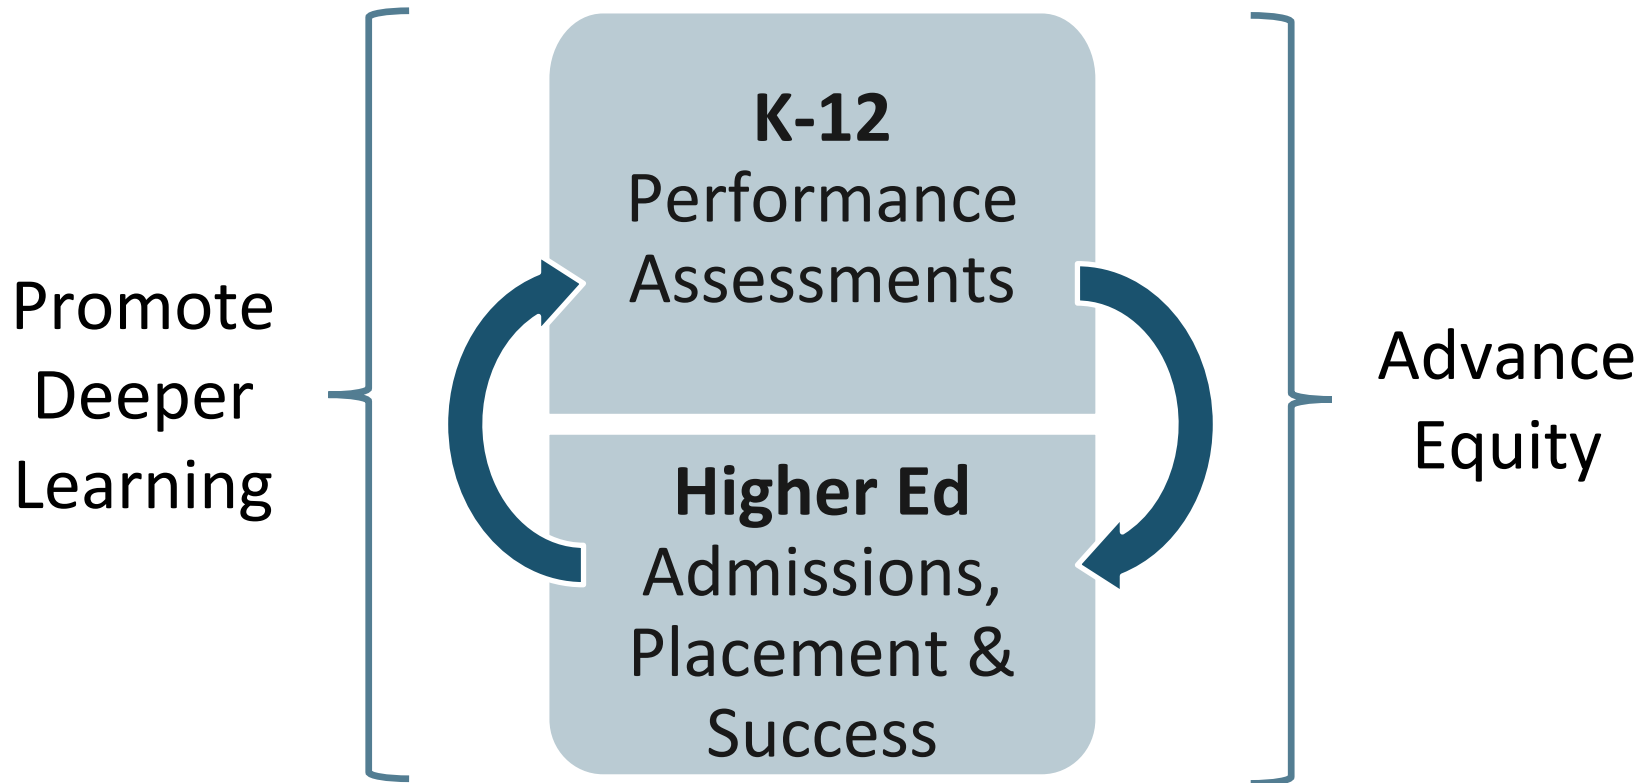 Promote
Deeper
Learning
K-12
Performance
Assessments
Higher Ed
Admissions,
Placement &
Success
Advance
Equity